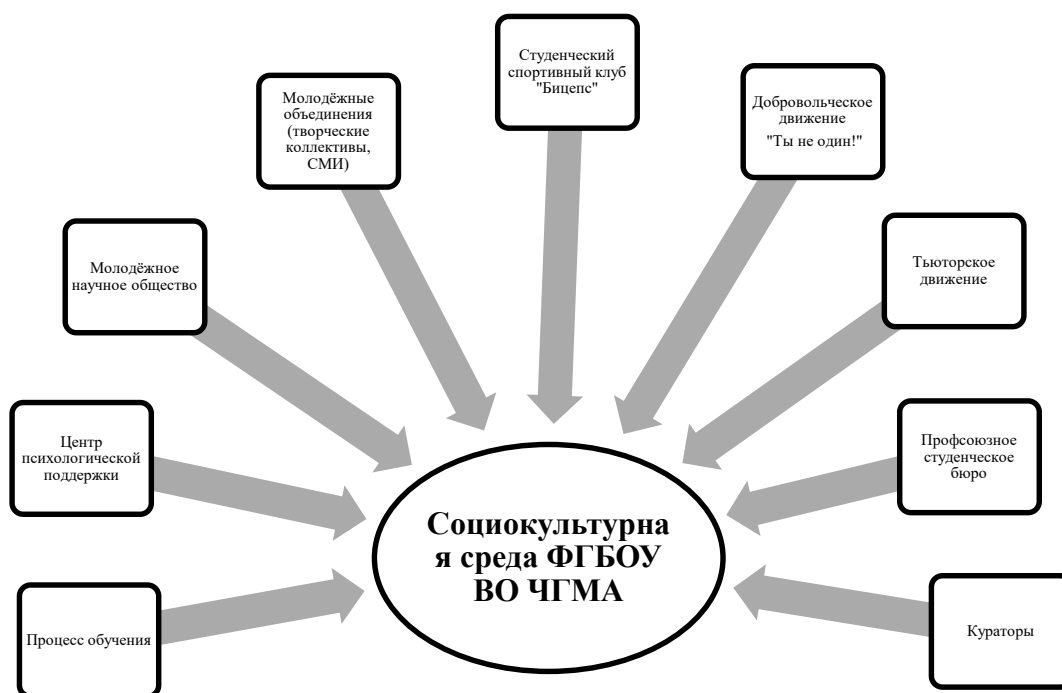 Студенческий
спортивный клуб
"Бицепс"
Молодёжные
объединения
(творческие
коллективы,
СМИ)
Добровольческое
движение
"Ты не один!"
Молодёжное
научное общество
Тьюторское
движение
Центр
психологической
поддержки
Профсоюзное
студенческое
бюро
Социокультурна
я среда ФГБОУ
ВО ЧГМА
Процесс обучения
Кураторы